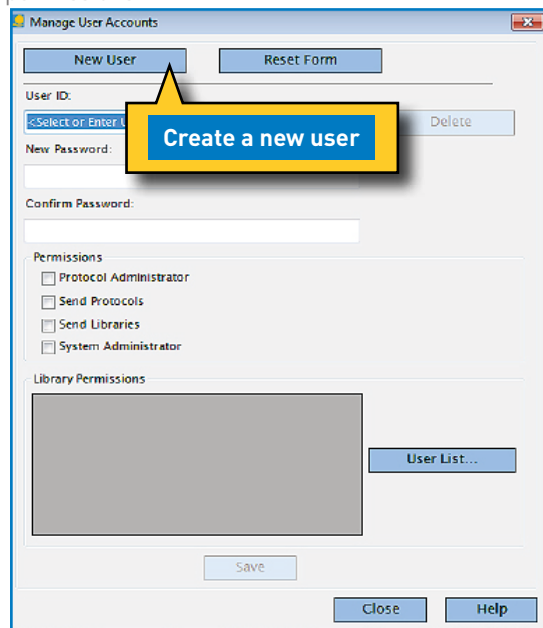 Manage User Accounts
New User Reset Form
User ID:
<Select or Enter
Create a new user
Delete
New Password:
Confirm Password:
Permissions
Protocol Administrator
Send Protocols
Send Libraries
System Administrator
Library Permissions
User List...
Save
Close Help